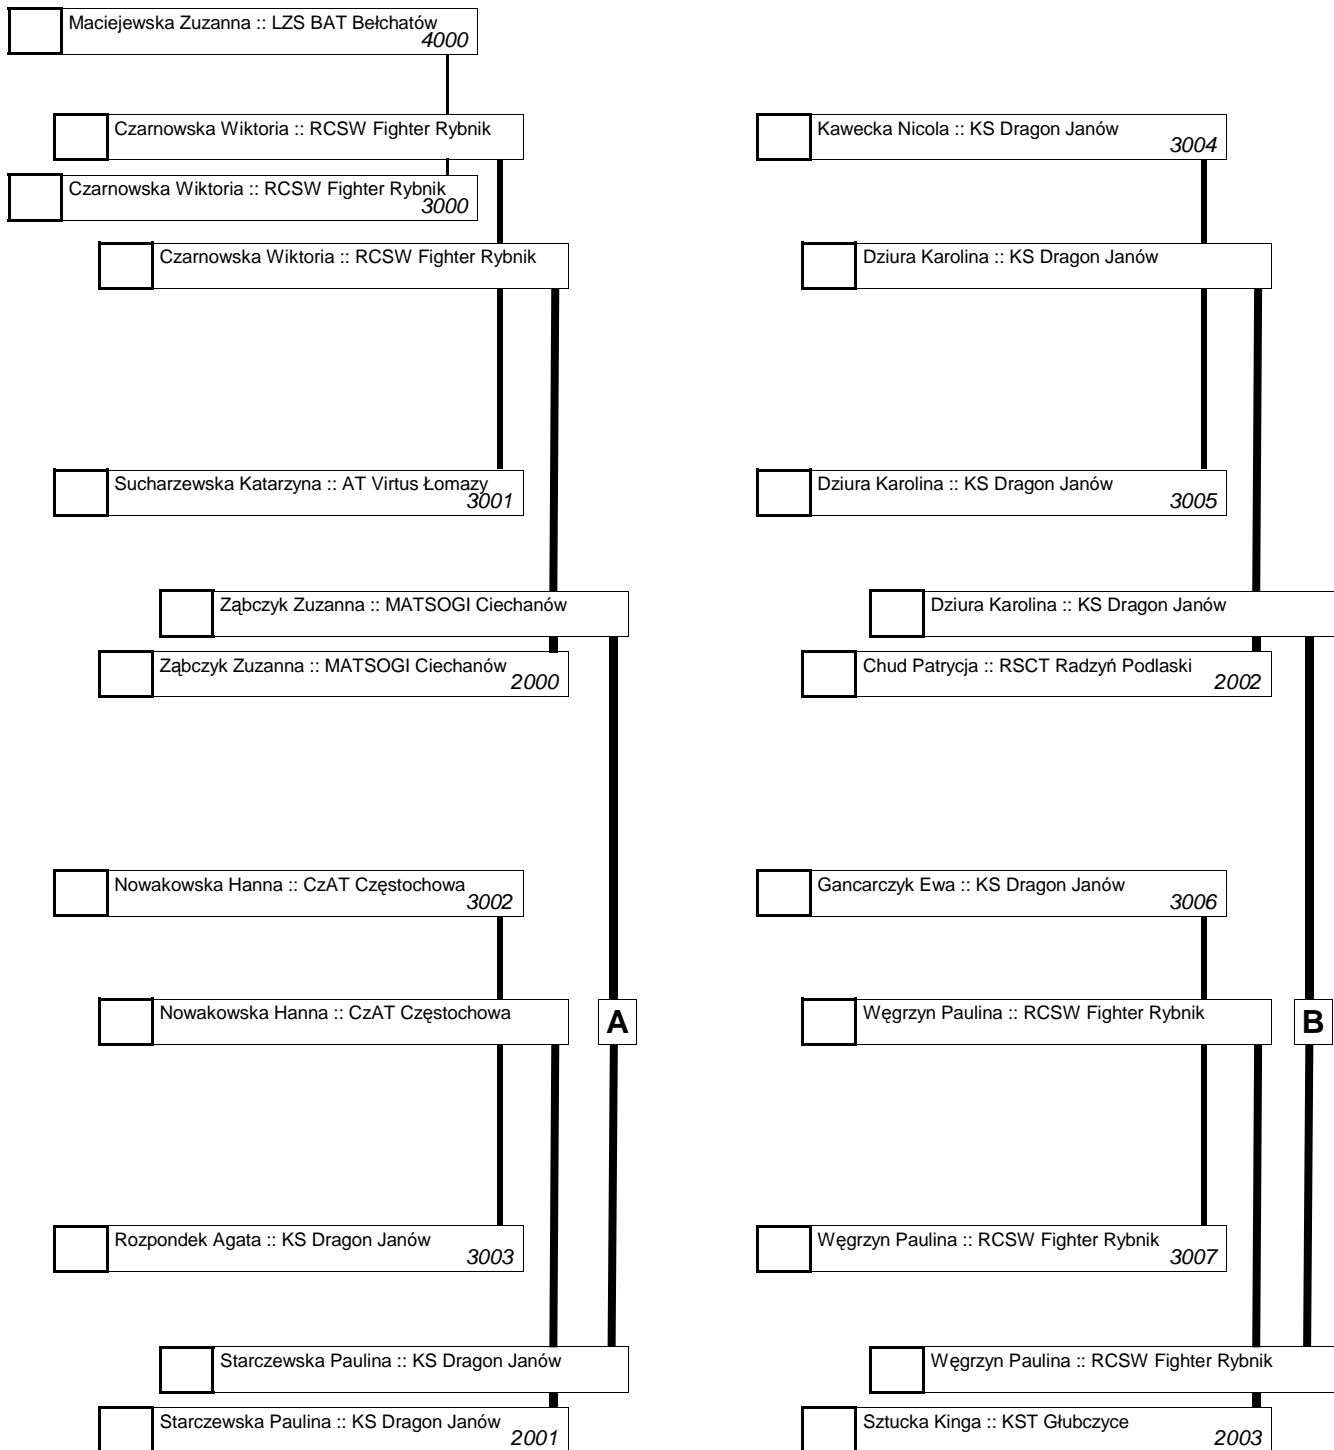 Maciejewska Zuzanna :: LZS BAT Bełchatów
4000
Czarnowska Wiktoria :: RCSW Fighter Rybnik
Czarnowska Wiktoria :: RCSW Fighter Rybnik
3000
Czarnowska Wiktoria :: RCSW Fighter Rybnik
Sucharzewska Katarzyna :: AT Virtus Łomazy
3001
Ząbczyk Zuzanna :: MATSOGI Ciechanów
Ząbczyk Zuzanna :: MATSOGI Ciechanów
2000
Nowakowska Hanna :: CzAT Częstochowa
3002
Nowakowska Hanna :: CzAT Częstochowa
A
Rozpondek Agata :: KS Dragon Janów
3003
Starczewska Paulina :: KS Dragon Janów
Starczewska Paulina :: KS Dragon Janów
2001
Kawecka Nicola :: KS Dragon Janów
3004
Dziura Karolina :: KS Dragon Janów
Dziura Karolina :: KS Dragon Janów
3005
Dziura Karolina :: KS Dragon Janów
Chud Patrycja :: RSCT Radzyń Podlaski
2002
Gancarczyk Ewa :: KS Dragon Janów
3006
Węgrzyn Paulina :: RCSW Fighter Rybnik
B
Węgrzyn Paulina :: RCSW Fighter Rybnik
3007
Węgrzyn Paulina :: RCSW Fighter Rybnik
Sztucka Kinga :: KST Głubczyce
2003